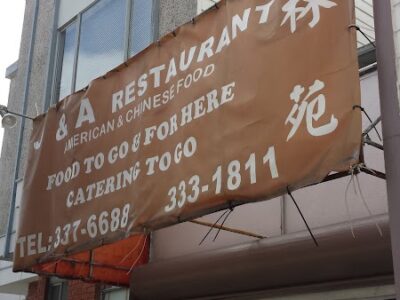 J & A RESTAURANT
AMERICAN & CHINESE FOOD
FOOD TO GO & FOR HERE
CATERING TO GO
TEL: 337-6688 333-1811
林苑